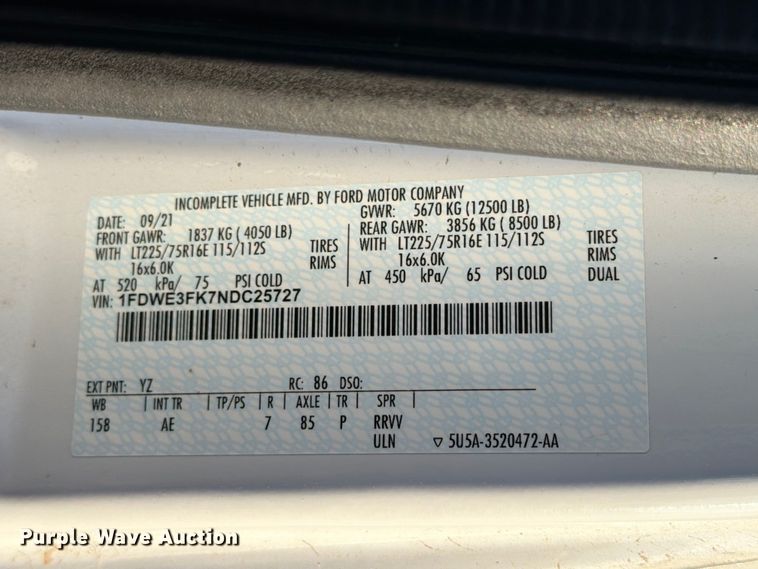 INCOMPLETE VEHICLE MFD. BY FORD MOTOR COMPANY
DATE: 09/21 GVWR: 5670 KG (12500 LB)
FRONT GAWR: 1837 KG ( 4050 LB) REAR GAWR: 3856 KG ( 8500 LB)
WITH LT225/75R16E 115/112S TIRES WITH LT225/75R16E 115/112S TIRES
16x6.0K RIMS 16x6.0K RIMS
AT 520 kPa/ 75 PSI COLD AT 450 kPa/ 65 PSI COLD DUAL
VIN: 1FDWE3FK7NDC25727
EXT PNT: YZ RC: 86 DSO:
WB | INT TR | TP/PS | R | AXLE | TR | SPR |
158 AE 7 85 P RRVV
ULN ▽ 5U5A-3520472-AA
Purple Wave Auction